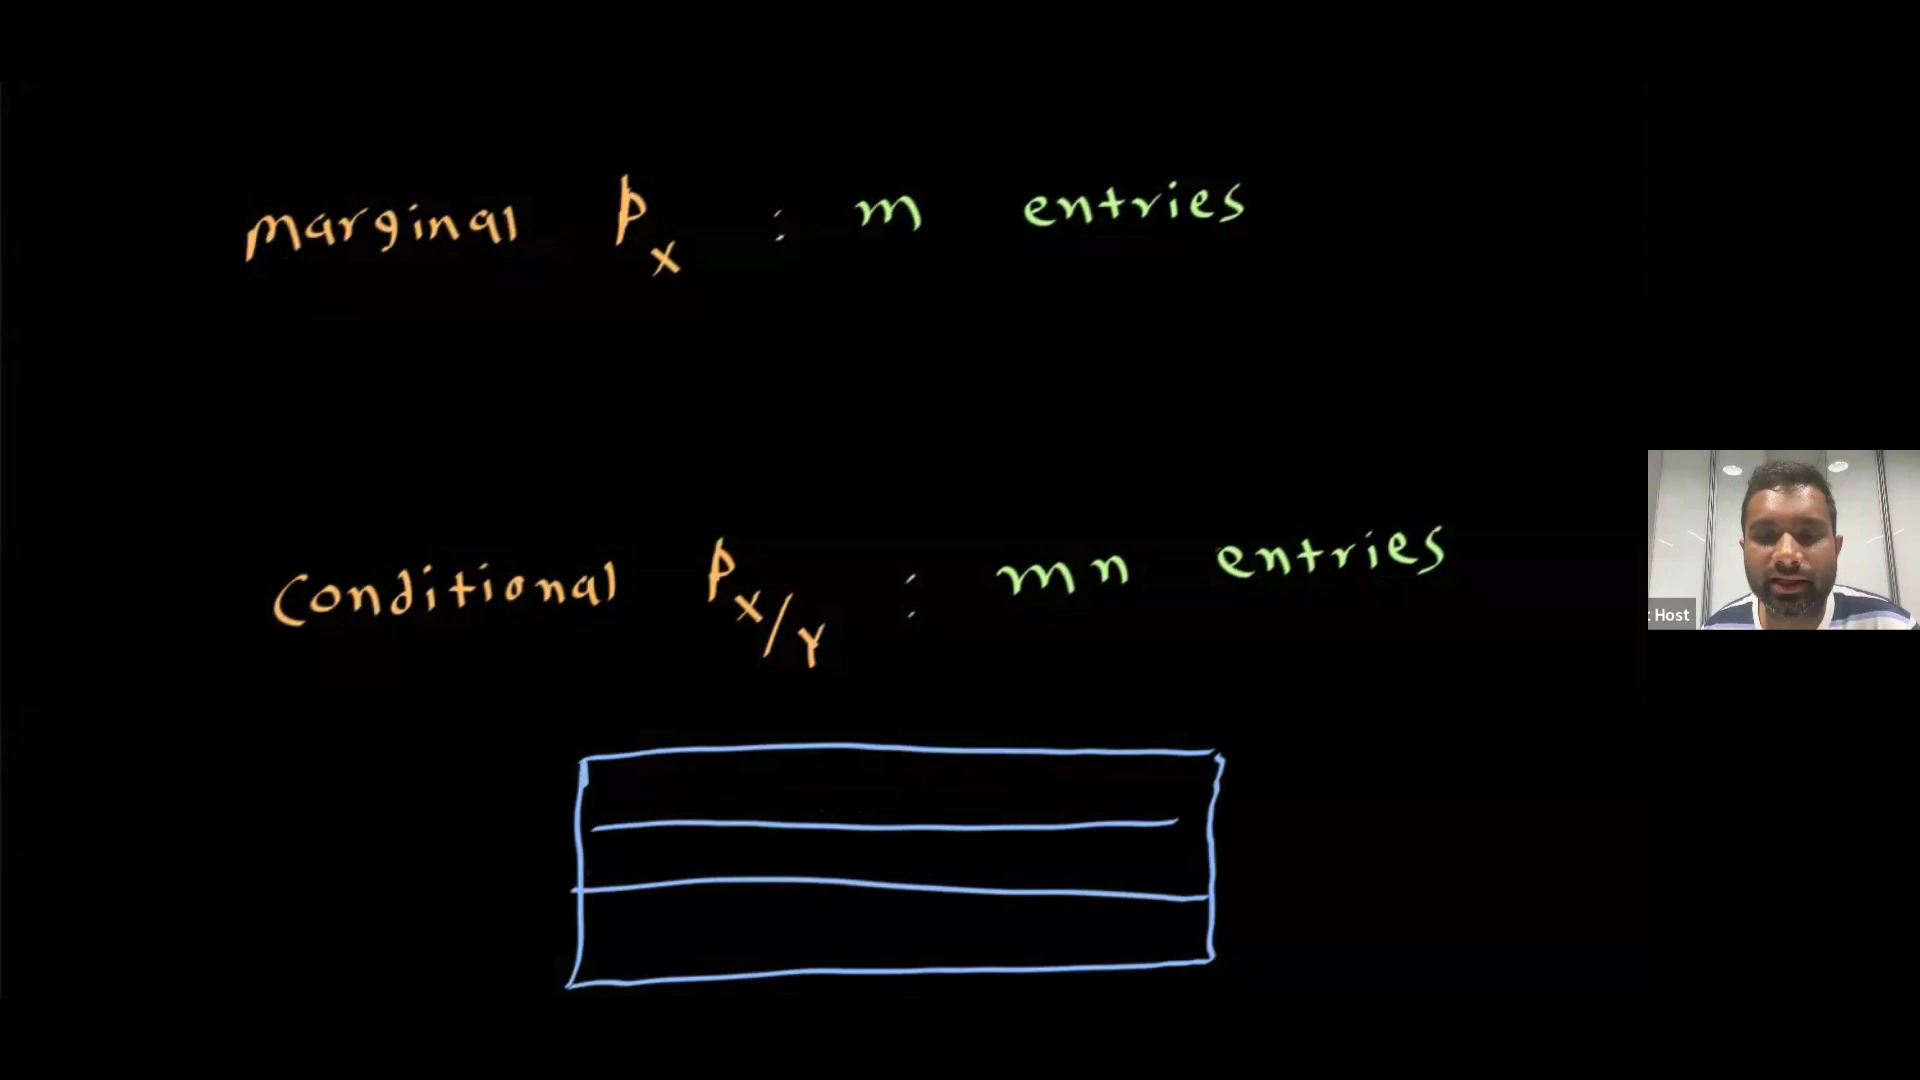 marginal p_X : m entries
conditional p_X/Y : mn entries
: Host